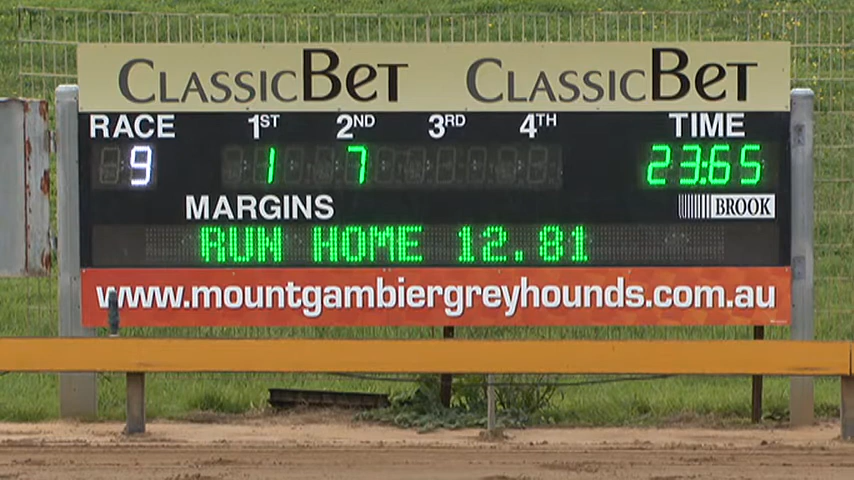 CLASSICBET CLASSICBET
RACE 1ST 2ND 3RD 4TH TIME
9 1 7 23:65
MARGINS BROOK
RUN HOME 12.81
www.mountgambiergreyhounds.com.au